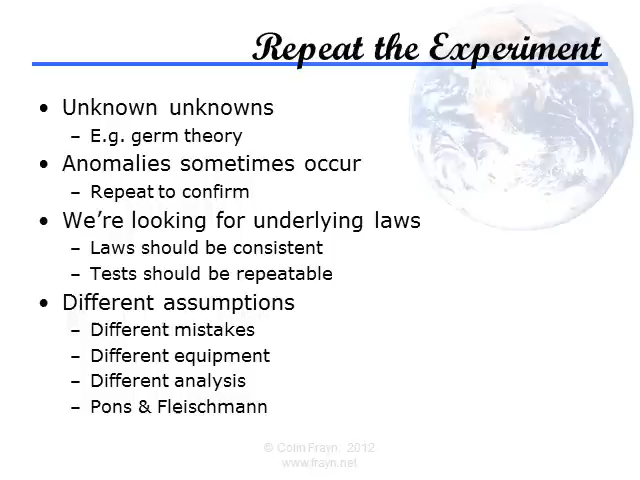 Repeat the Experiment
• Unknown unknowns
– E.g. germ theory
• Anomalies sometimes occur
– Repeat to confirm
• We’re looking for underlying laws
– Laws should be consistent
– Tests should be repeatable
• Different assumptions
– Different mistakes
– Different equipment
– Different analysis
– Pons & Fleischmann
© Colin Frayn, 2012
www.frayn.net